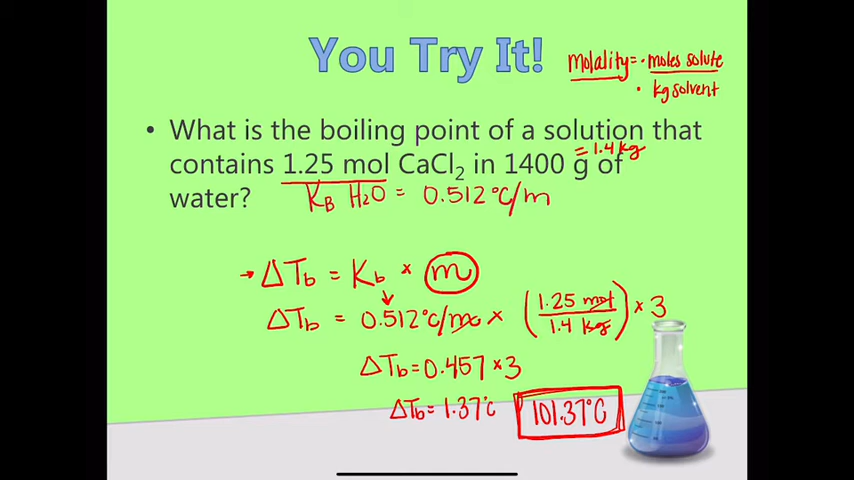 You Try It!
molality = · moles solute
· kg solvent
• What is the boiling point of a solution that
= 1.4 kg
contains 1.25 mol CaCl₂ in 1400 g of
water?
KB H₂O = 0.512°C/m
→ ΔTb = Kb × m
ΔTb = 0.512°C/m × (1.25 mol / 1.4 kg) × 3
ΔTb = 0.457 × 3
ΔTb = 1.37°C 101.37°C